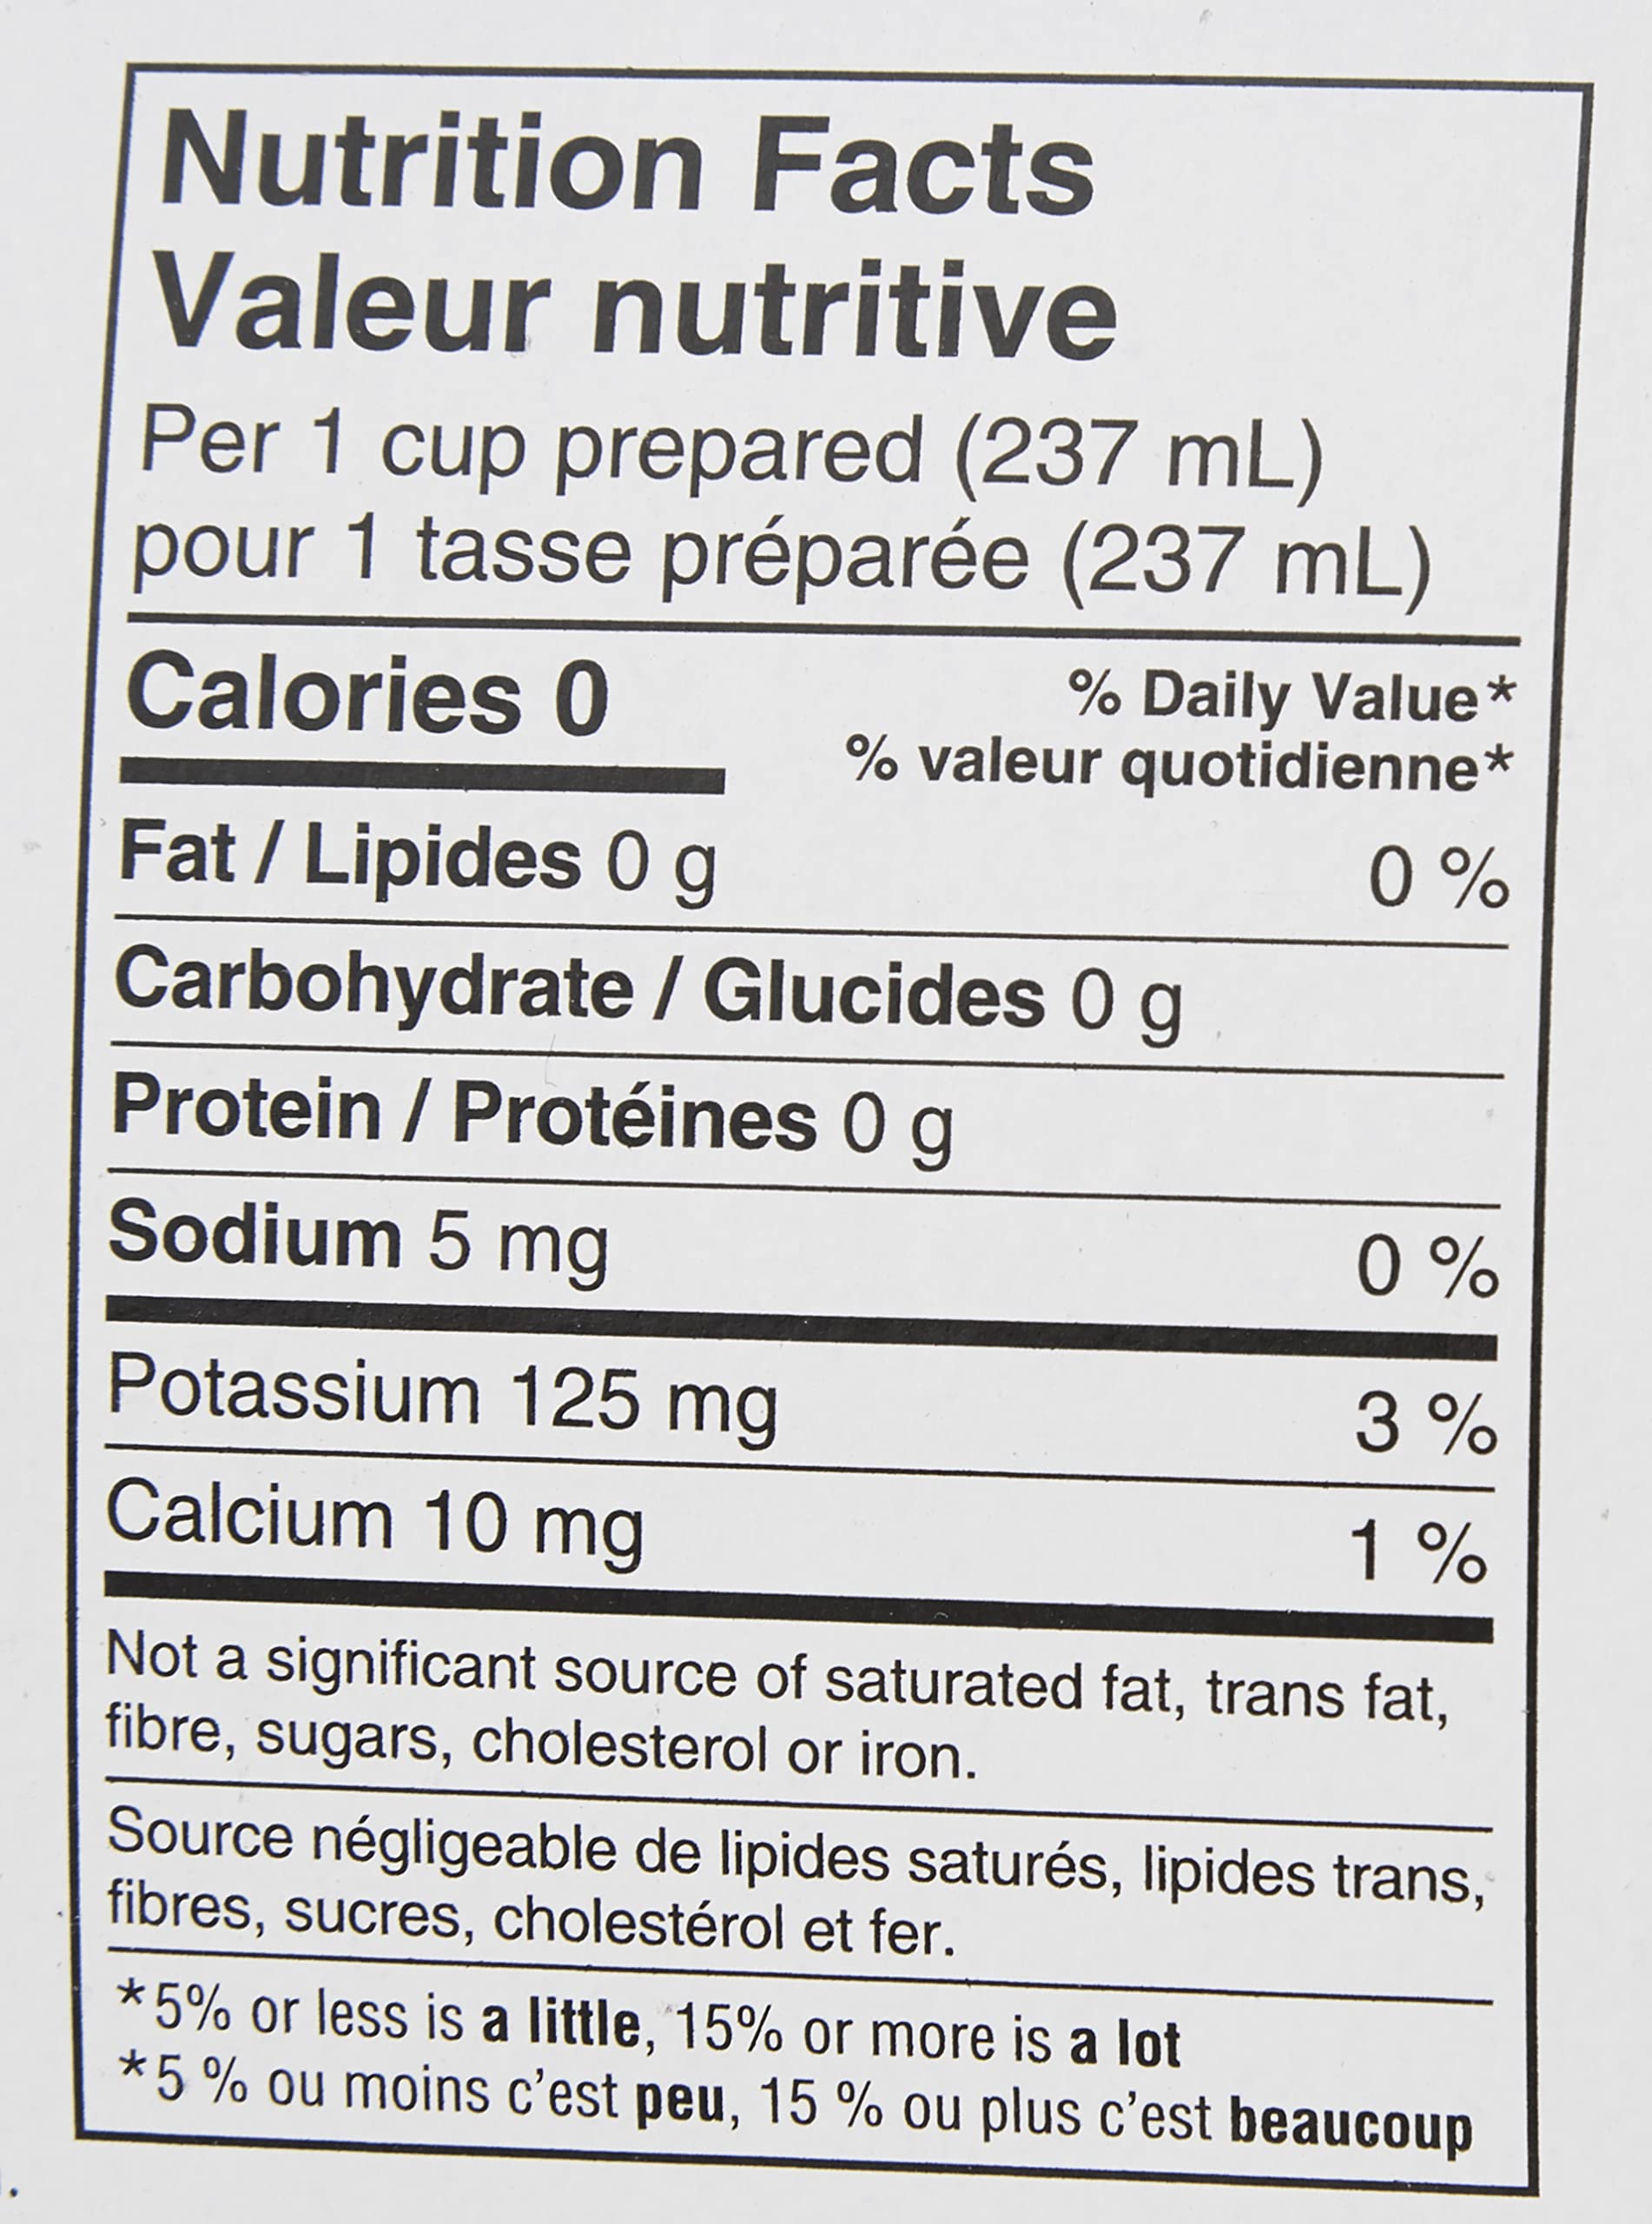 Nutrition Facts
Valeur nutritive
Per 1 cup prepared (237 mL)
pour 1 tasse préparée (237 mL)
Calories 0
% Daily Value*
% valeur quotidienne*
Fat / Lipides 0 g 0 %
Carbohydrate / Glucides 0 g
Protein / Protéines 0 g
Sodium 5 mg 0 %
Potassium 125 mg 3 %
Calcium 10 mg 1 %
Not a significant source of saturated fat, trans fat,
fibre, sugars, cholesterol or iron.
Source négligeable de lipides saturés, lipides trans,
fibres, sucres, cholestérol et fer.
*5% or less is a little, 15% or more is a lot
*5 % ou moins c'est peu, 15 % ou plus c'est beaucoup